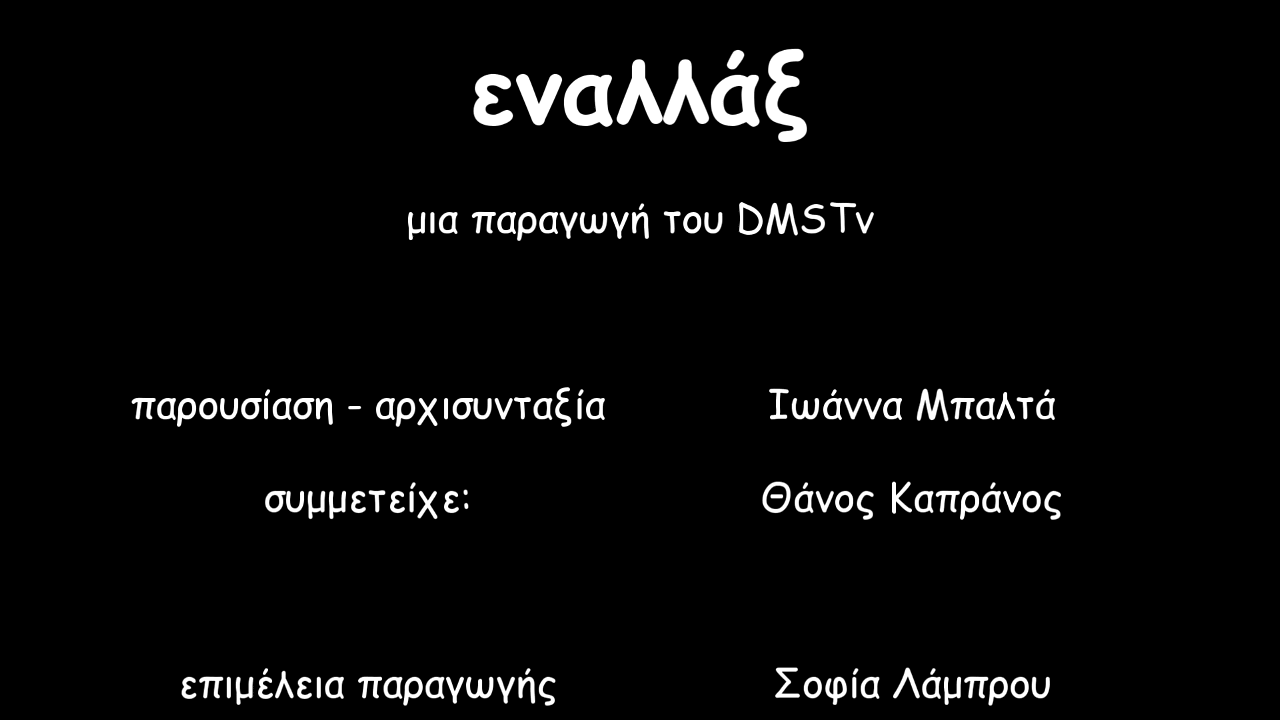 εναλλάξ
μια παραγωγή του DMSTv
παρουσίαση - αρχισυνταξία Ιωάννα Μπαλτά
συμμετείχε: Θάνος Καπράνος
επιμέλεια παραγωγής Σοφία Λάμπρου